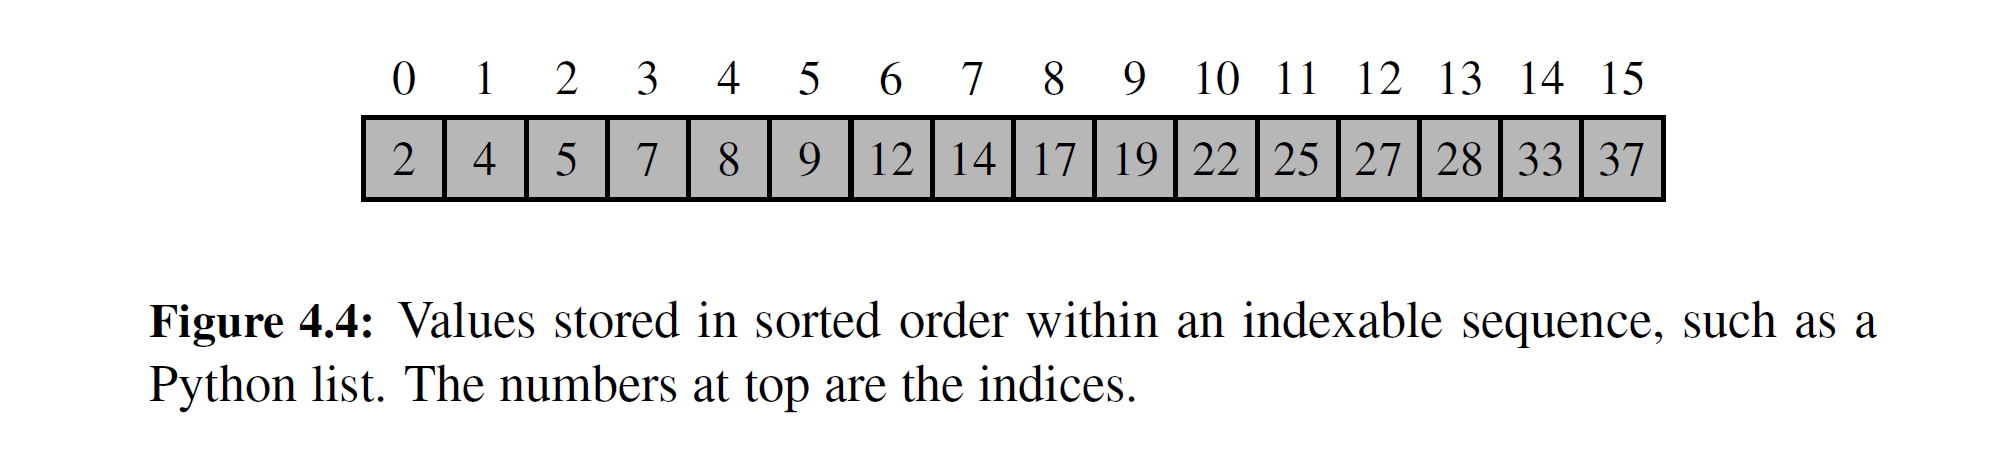 0 1 2 3 4 5 6 7 8 9 10 11 12 13 14 15
2 4 5 7 8 9 12 14 17 19 22 25 27 28 33 37
Figure 4.4: Values stored in sorted order within an indexable sequence, such as a
Python list. The numbers at top are the indices.